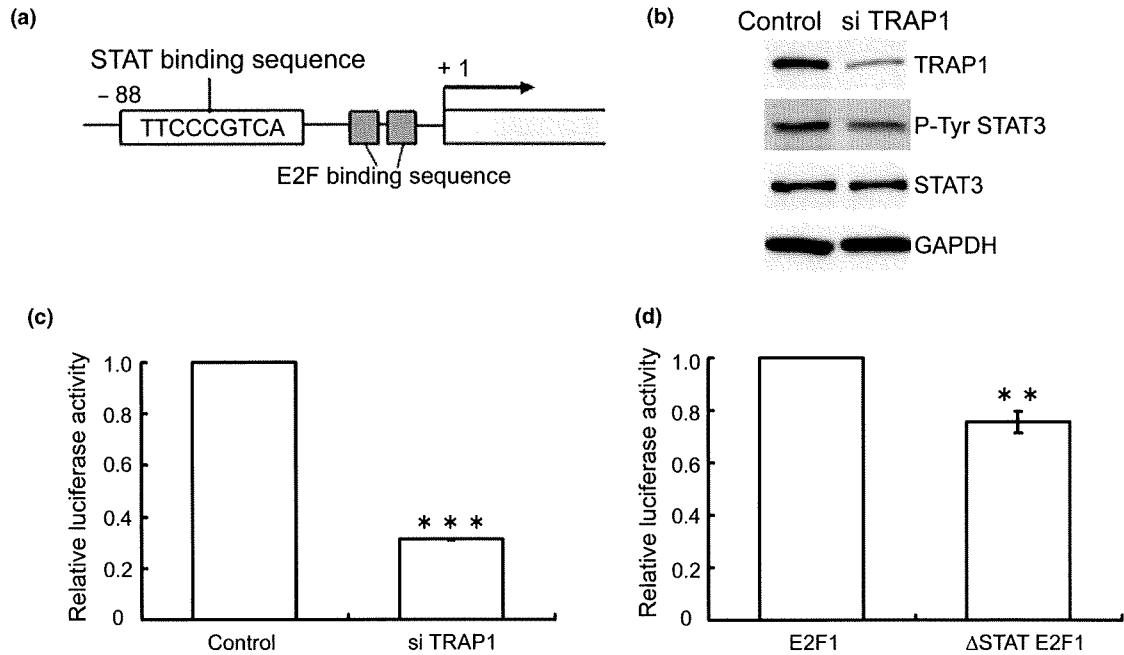 (a)
STAT binding sequence
– 88
+ 1
TTCCCGTCA
E2F binding sequence
(b)
Control si TRAP1
TRAP1
P-Tyr STAT3
STAT3
GAPDH
(c)
Relative luciferase activity
1.0
0.8
0.6
0.4
0.2
0
* * *
Control
si TRAP1
(d)
Relative luciferase activity
1.0
0.8
0.6
0.4
0.2
0
* *
E2F1
ΔSTAT E2F1